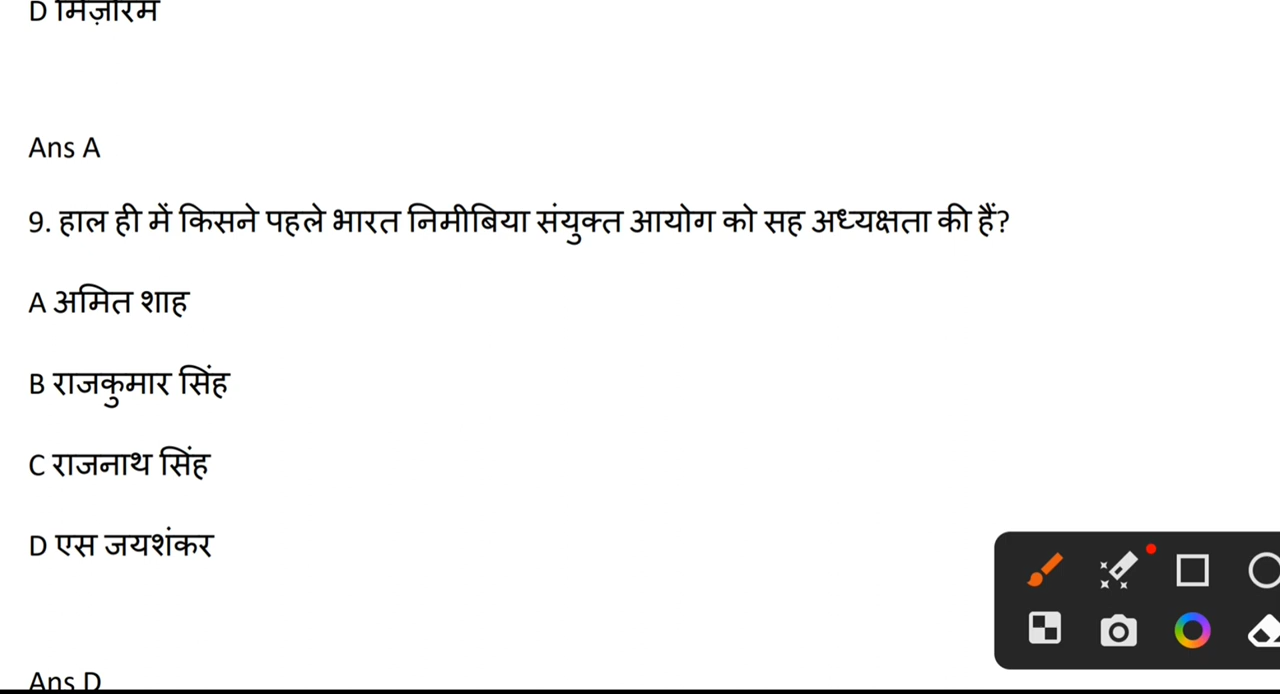 D मिज़ोरम
Ans A
9. हाल ही में किसने पहले भारत निमीबिया संयुक्त आयोग को सह अध्यक्षता की हैं?
A अमित शाह
B राजकुमार सिंह
C राजनाथ सिंह
D एस जयशंकर
Ans D